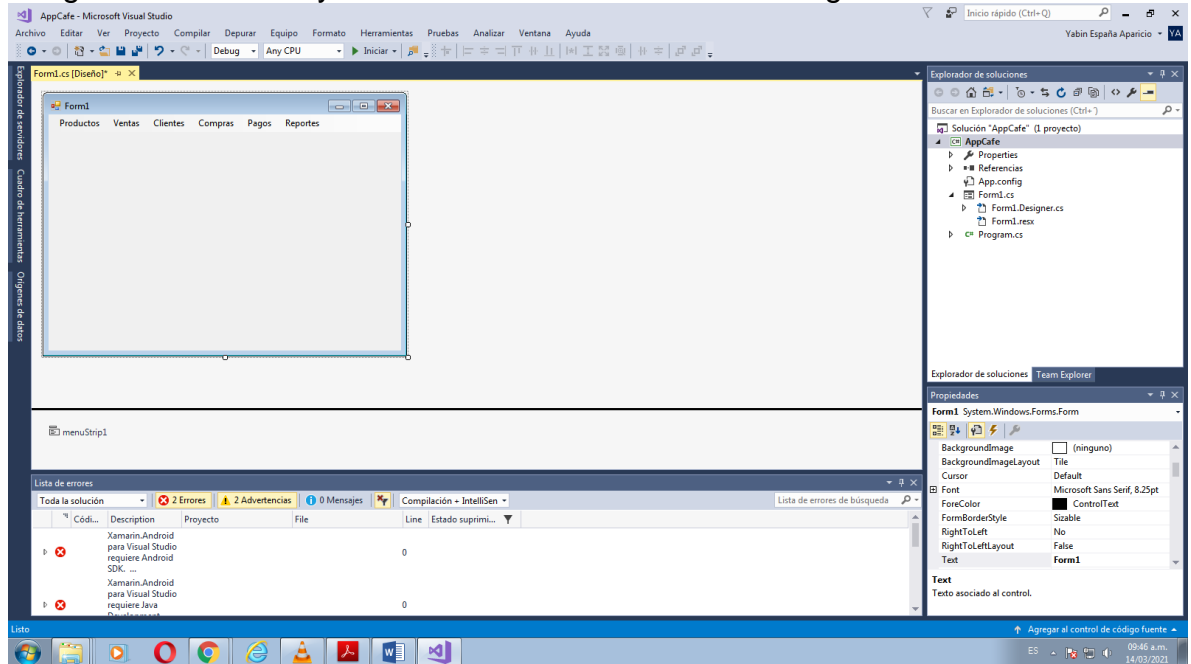 AppCafe - Microsoft Visual Studio
Inicio rápido (Ctrl+Q)
Archivo Editar Ver Proyecto Compilar Depurar Equipo Formato Herramientas Pruebas Analizar Ventana Ayuda
Yabin España Aparicio YA
Debug Any CPU Iniciar
Explorador de servidores
Cuadro de herramientas
Orígenes de datos
Form1.cs [Diseño]*
Form1
Productos Ventas Clientes Compras Pagos Reportes
menuStrip1
Explorador de soluciones
Buscar en Explorador de soluciones (Ctrl+´)
Solución "AppCafe" (1 proyecto)
AppCafe
Properties
Referencias
App.config
Form1.cs
Form1.Designer.cs
Form1.resx
Program.cs
Explorador de soluciones Team Explorer
Propiedades
Form1 System.Windows.Forms.Form
BackgroundImage (ninguno)
BackgroundImageLayout Tile
Cursor Default
Font Microsoft Sans Serif, 8.25pt
ForeColor ControlText
FormBorderStyle Sizable
RightToLeft No
RightToLeftLayout False
Text Form1
Text
Texto asociado al control.
Lista de errores
Toda la solución 2 Errores 2 Advertencias 0 Mensajes Compilación + IntelliSen Lista de errores de búsqueda
Códi... Description Proyecto File Line Estado suprimi...
Xamarin.Android
para Visual Studio
requiere Android
SDK. ...
0
Xamarin.Android
para Visual Studio
requiere Java
0
Listo
Agregar al control de código fuente
ES 09:46 a.m.
14/03/2021